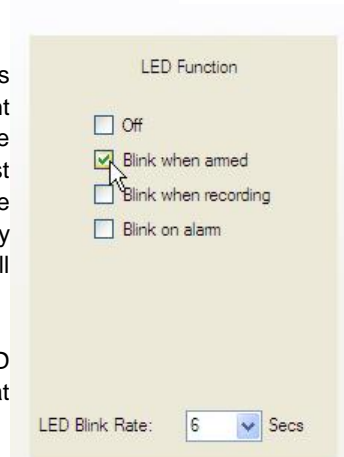 LED Function
Off
Blink when armed
Blink when recording
Blink on alarm
LED Blink Rate: 6 Secs